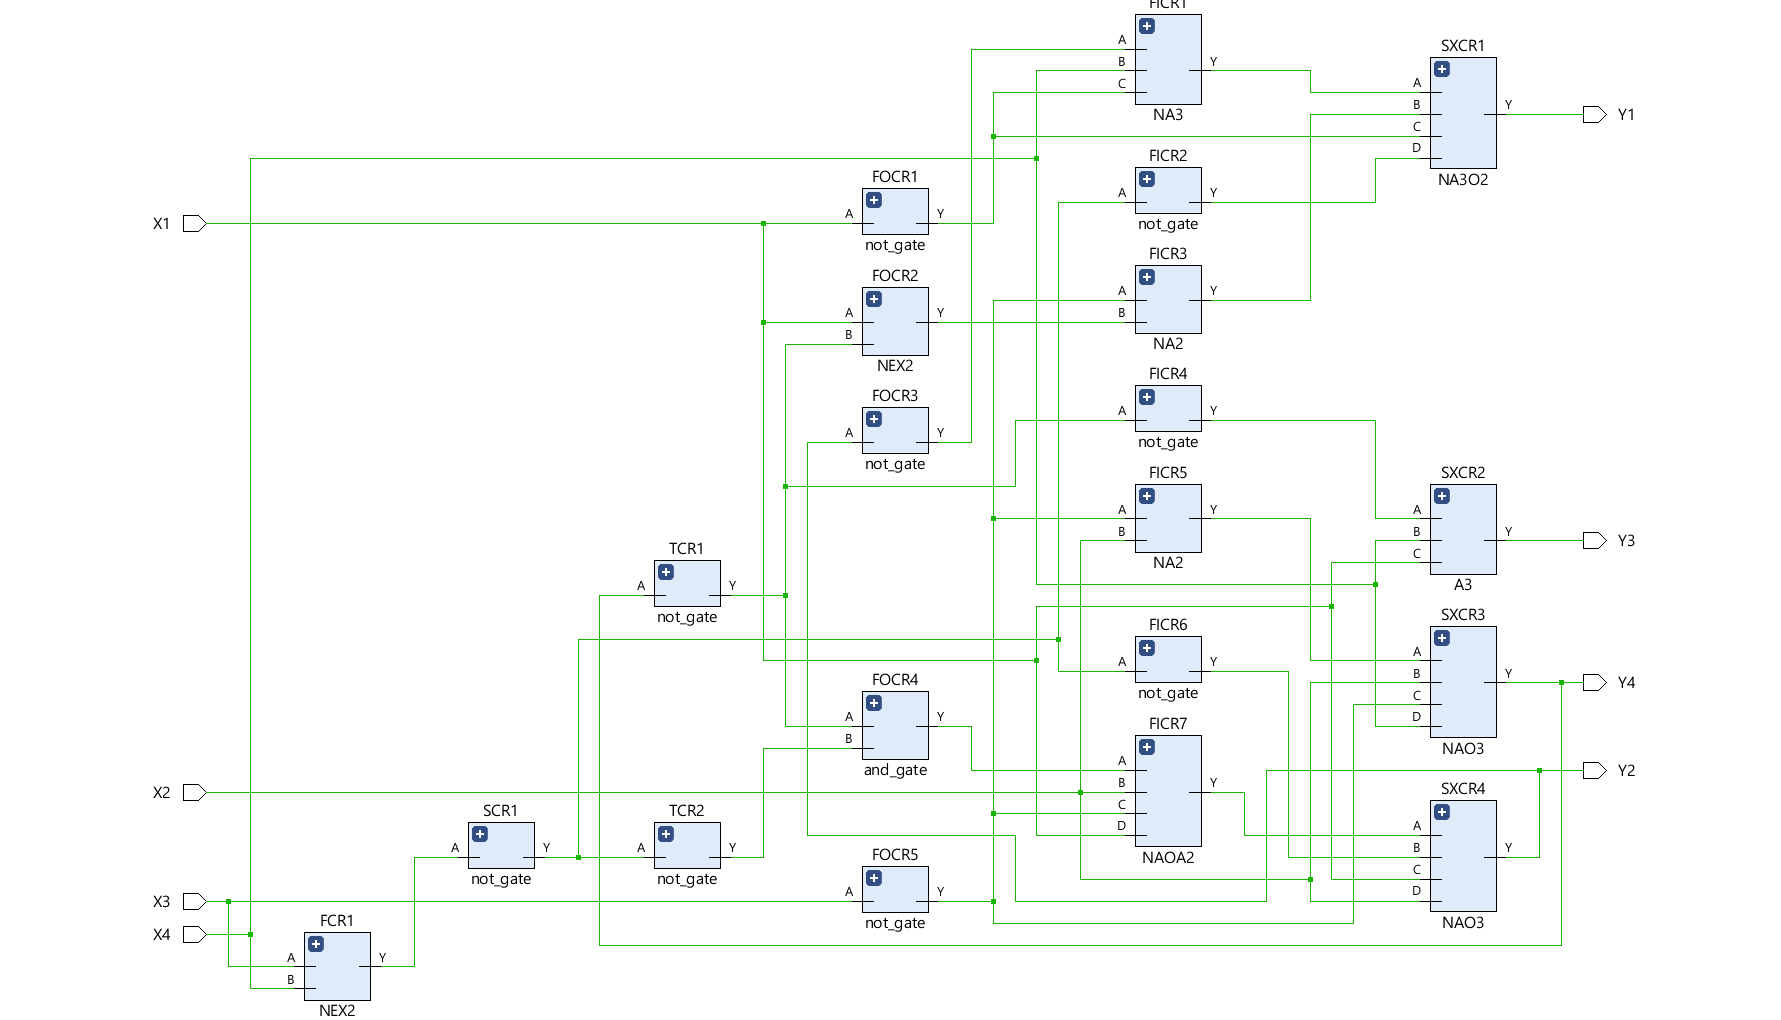 FICR1
A
B
C
Y
NA3
SXCR1
A
B
C
D
Y
NA3O2
Y1
FICR2
A
Y
not_gate
X1
FOCR1
A
Y
not_gate
FICR3
A
B
Y
NA2
FOCR2
A
B
Y
NEX2
FICR4
A
Y
not_gate
FOCR3
A
Y
not_gate
FICR5
A
B
Y
NA2
SXCR2
A
B
C
Y
A3
Y3
TCR1
A
Y
not_gate
FICR6
A
Y
not_gate
SXCR3
A
B
C
D
Y
NAO3
Y4
FOCR4
A
B
Y
and_gate
FICR7
A
B
C
D
Y
NAOA2
Y2
X2
SCR1
A
Y
not_gate
TCR2
A
Y
not_gate
SXCR4
A
B
C
D
Y
NAO3
FOCR5
A
Y
not_gate
X3
X4
FCR1
A
B
Y
NEX2